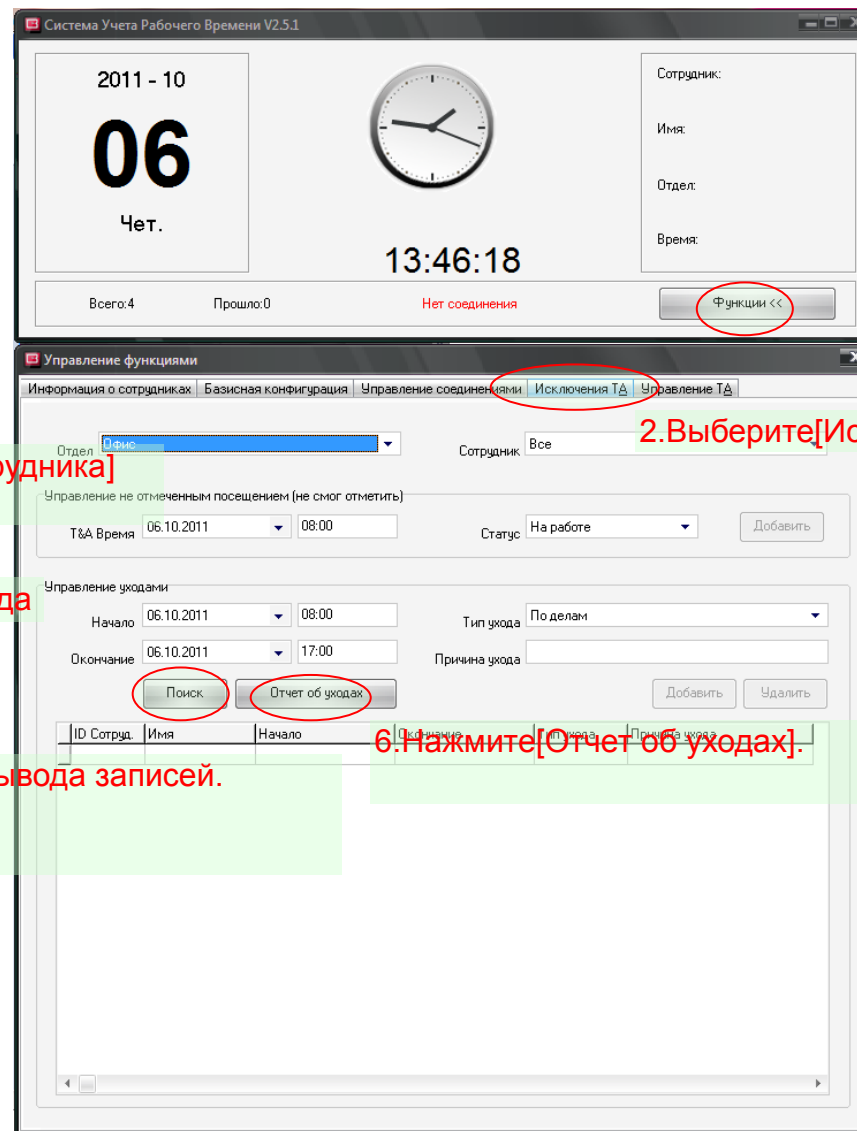 Система Учета Рабочего Времени V2.5.1
2011 - 10
06
Чет.
13:46:18
Сотрудник:
Имя:
Отдел:
Время:
Всего:4 Прошло:0 Нет соединения Функции <<
Управление функциями
Информация о сотрудниках Базисная конфигурация Управление соединениями Исключения TA Управление TA
2.Выберите[Ис
Отдел Офис Сотрудник Все
рудника]
Управление не отмеченным посещением (не смог отметить)
T&A Время 06.10.2011 08:00 Статус На работе Добавить
Управление уходами
да
Начало 06.10.2011 08:00 Тип ухода По делам
Окончание 06.10.2011 17:00 Причина ухода
Поиск Отчет об уходах Добавить Удалить
ID Сотруд. Имя Начало Окончание Тип ухода Причина ухода
6.Нажмите[Отчет об уходах].
ывода записей.